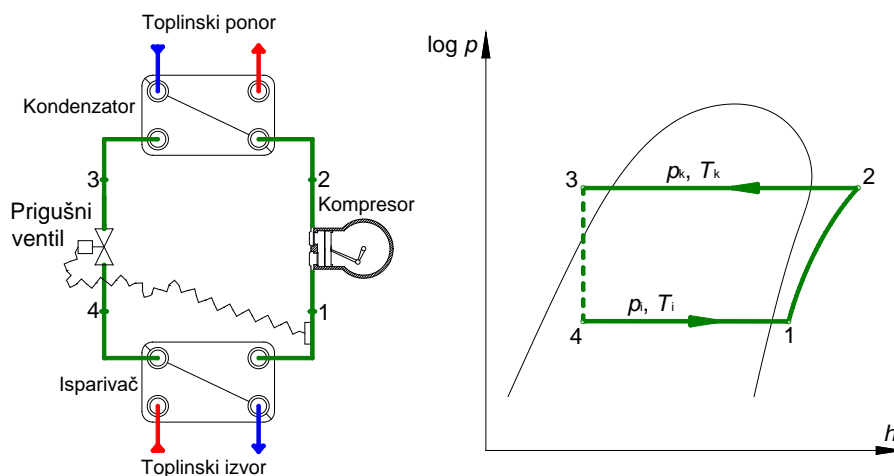 Toplinski ponor
Kondenzator
3
2
Prigušni
ventil
Kompresor
4
1
Isparivač
Toplinski izvor
log p
3
pk, Tk
2
pi, Ti
4
1
h